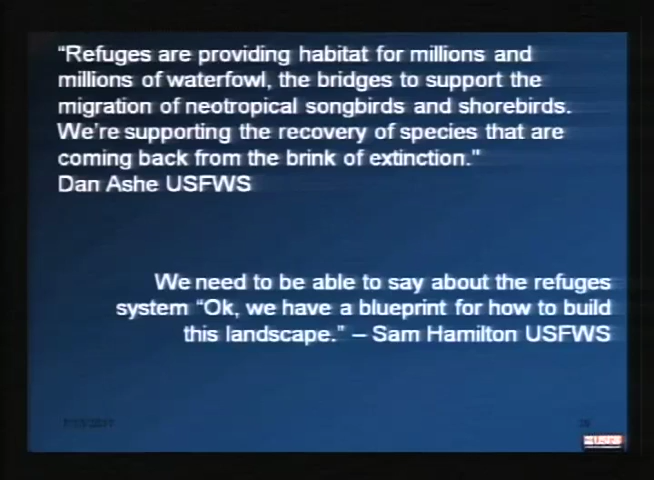 “Refuges are providing habitat for millions and
millions of waterfowl, the bridges to support the
migration of neotropical songbirds and shorebirds.
We’re supporting the recovery of species that are
coming back from the brink of extinction."
Dan Ashe USFWS
We need to be able to say about the refuges
system “Ok, we have a blueprint for how to build
this landscape.” – Sam Hamilton USFWS